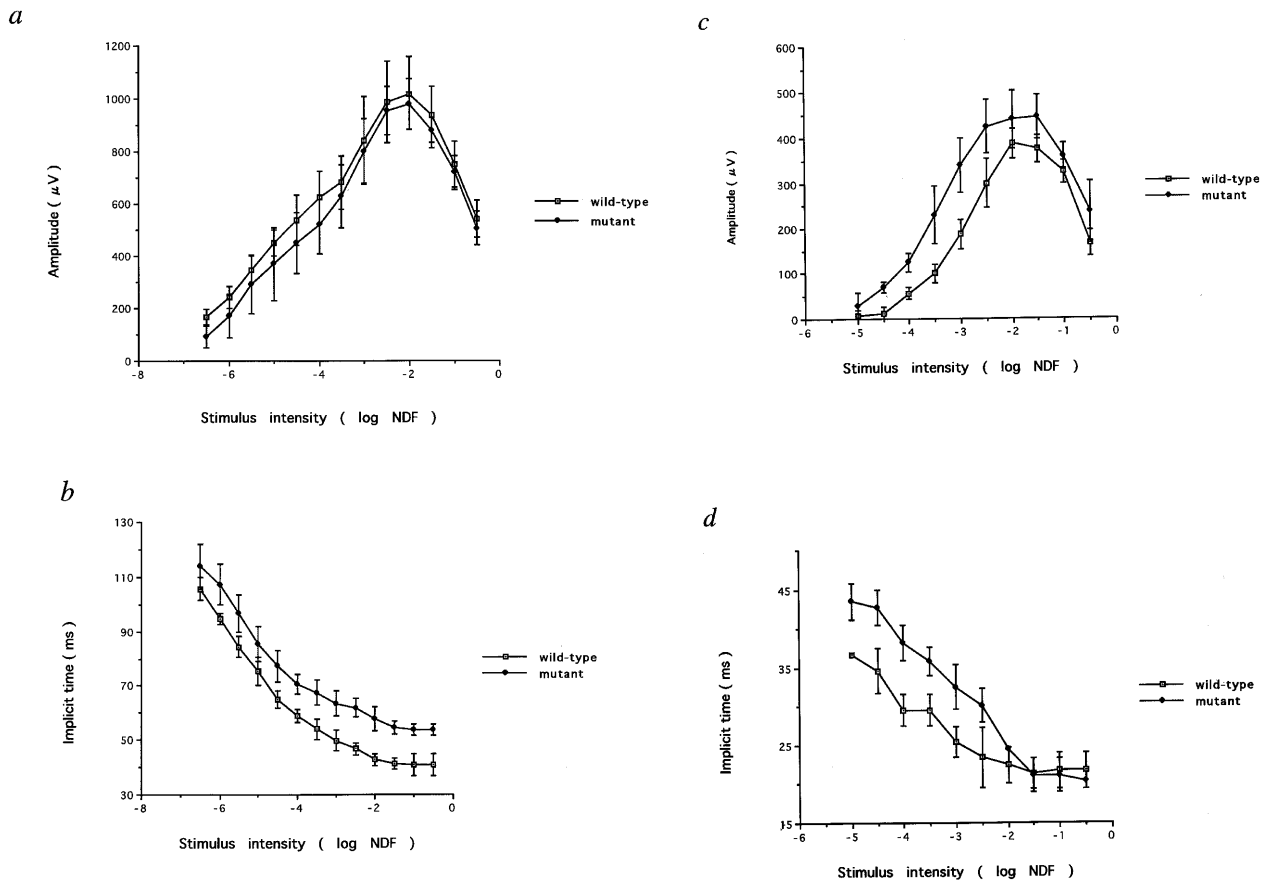 a
1200
1000
800
600
400
200
0
-8
-6
-4
-2
0
Amplitude ( μV )
Stimulus intensity ( log NDF )
wild-type
mutant
c
600
500
400
300
200
100
0
-6
-5
-4
-3
-2
-1
0
Amplitude ( μV )
Stimulus intensity ( log NDF )
wild-type
mutant
b
130
110
90
70
50
30
-8
-6
-4
-2
0
Implicit time ( ms )
Stimulus intensity ( log NDF )
wild-type
mutant
d
45
35
25
15
-6
-5
-4
-3
-2
-1
0
Implicit time ( ms )
Stimulus intensity ( log NDF )
wild-type
mutant